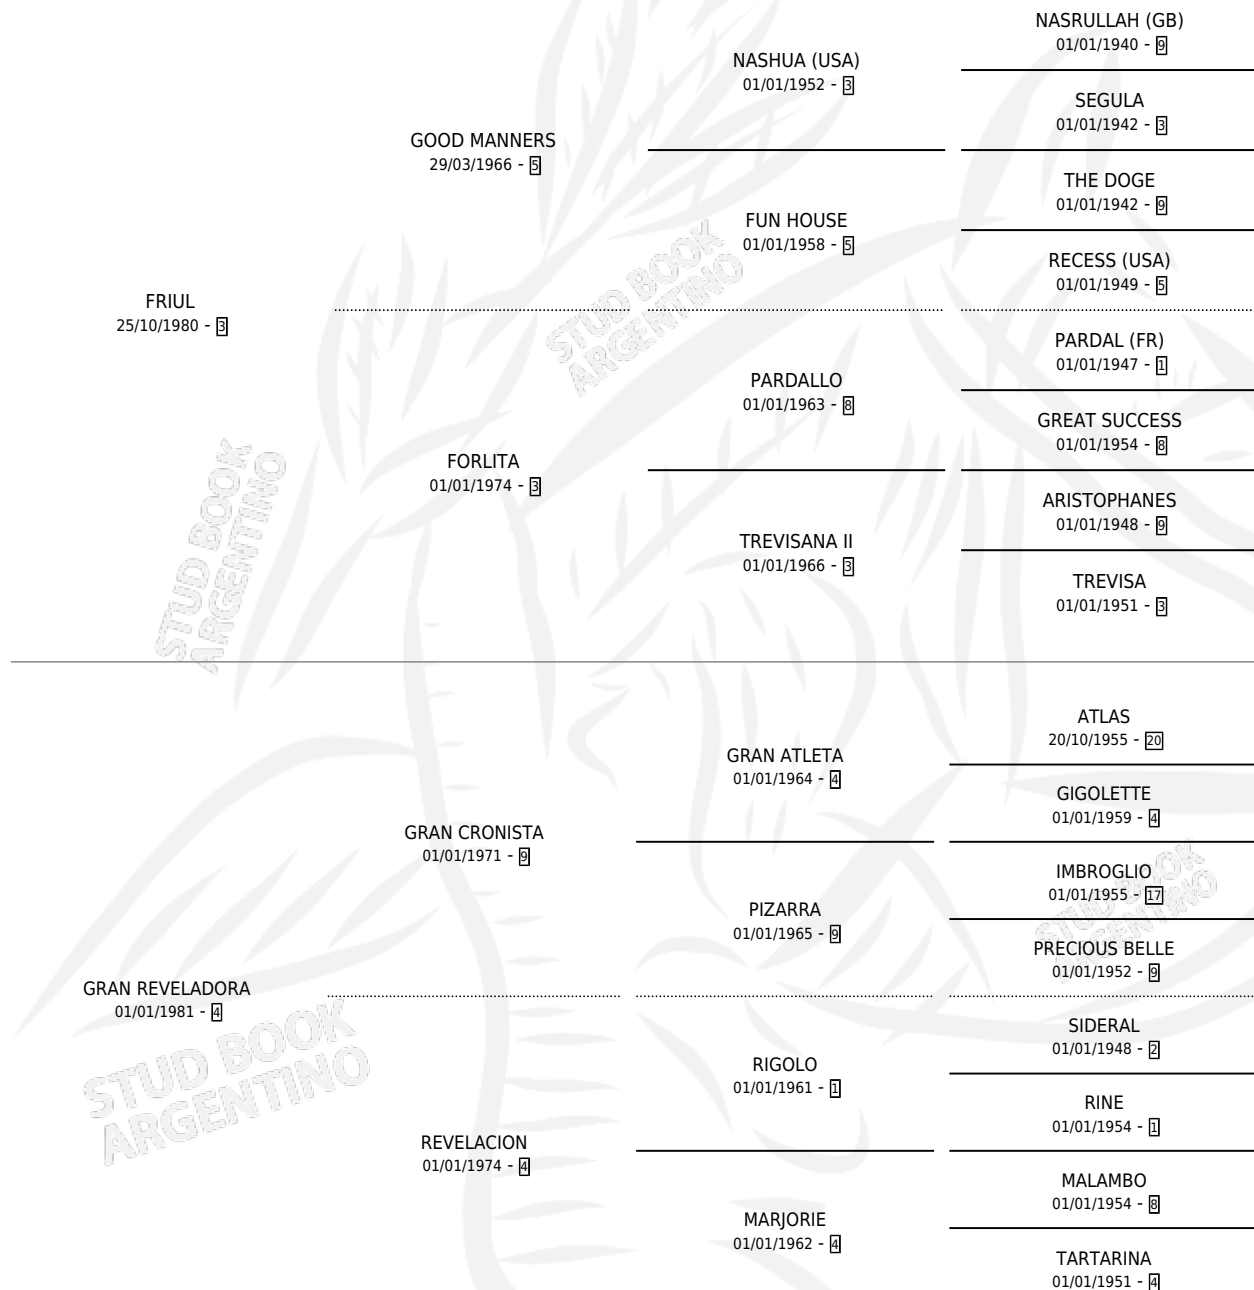 NASRULLAH (GB)
01/01/1940 - 9
NASHUA (USA)
01/01/1952 - 3
SEGULA
01/01/1942 - 3
GOOD MANNERS
29/03/1966 - 5
THE DOGE
01/01/1942 - 9
FUN HOUSE
01/01/1958 - 5
RECESS (USA)
01/01/1949 - 5
FRIUL
25/10/1980 - 3
PARDAL (FR)
01/01/1947 - 1
PARDALLO
01/01/1963 - 8
GREAT SUCCESS
01/01/1954 - 8
FORLITA
01/01/1974 - 3
ARISTOPHANES
01/01/1948 - 9
TREVISANA II
01/01/1966 - 3
TREVISA
01/01/1951 - 3
ATLAS
20/10/1955 - 20
GRAN ATLETA
01/01/1964 - 4
GIGOLETTE
01/01/1959 - 4
GRAN CRONISTA
01/01/1971 - 9
IMBROGLIO
01/01/1955 - 17
PIZARRA
01/01/1965 - 9
PRECIOUS BELLE
01/01/1952 - 9
GRAN REVELADORA
01/01/1981 - 4
SIDERAL
01/01/1948 - 2
RIGOLO
01/01/1961 - 1
RINE
01/01/1954 - 1
REVELACION
01/01/1974 - 4
MALAMBO
01/01/1954 - 8
MARJORIE
01/01/1962 - 4
TARTARINA
01/01/1951 - 4
STUD BOOK
ARGENTINO
STUD BOOK
ARGENTINO
STUD BOOK
ARGENTINO
STUD BOOK
ARGENTINO